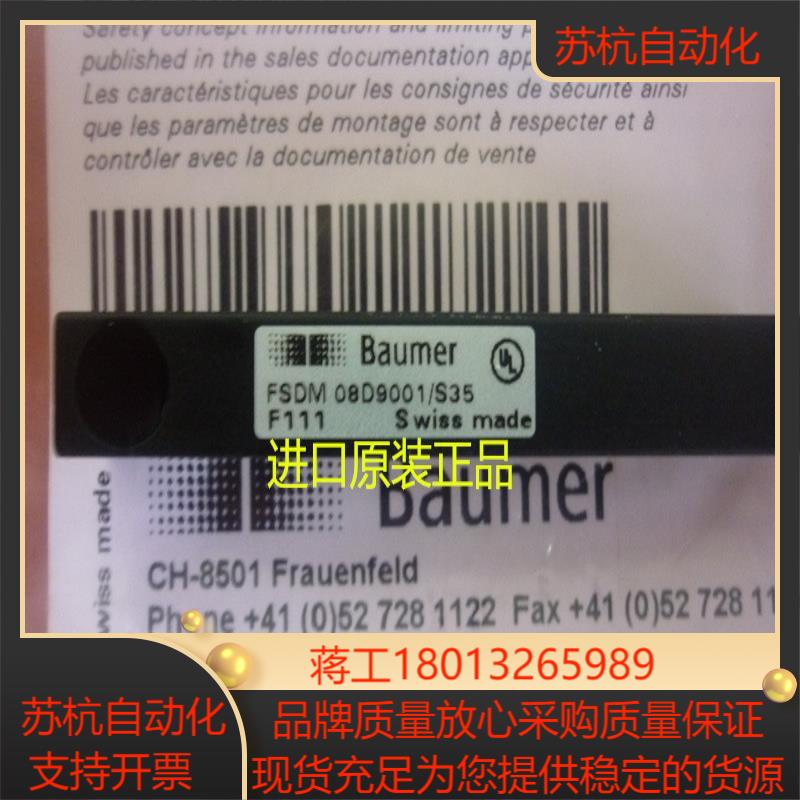 苏杭自动化
Safety concept information and limiting
published in the sales documentation
Les caractéristiques pour les consignes de sécurité ainsi
que les paramètres de montage sont à respecter et à
contrôler avec la documentation de vente
Baumer
UL
FSDM 08D9001/S35
F111 Swiss made
进口原装正品
Baumer
swiss made
CH-8501 Frauenfeld
Phone +41 (0)52 728 1122 Fax +41 (0)52 728 11
蒋工18013265989
苏杭自动化
支持开票
品牌质量放心采购质量保证
现货充足为您提供稳定的货源